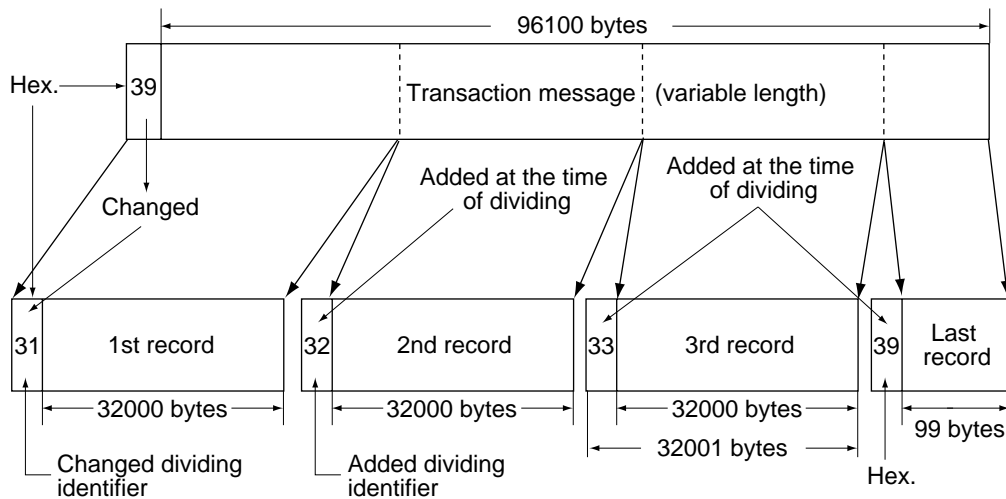 96100 bytes
Hex.
39
Transaction message (variable length)
Changed
Added at the time
of dividing
Added at the time
of dividing
31
1st record
32
2nd record
33
3rd record
39
Last
record
32000 bytes
32000 bytes
32000 bytes
99 bytes
32001 bytes
Changed dividing
identifier
Added dividing
identifier
Hex.